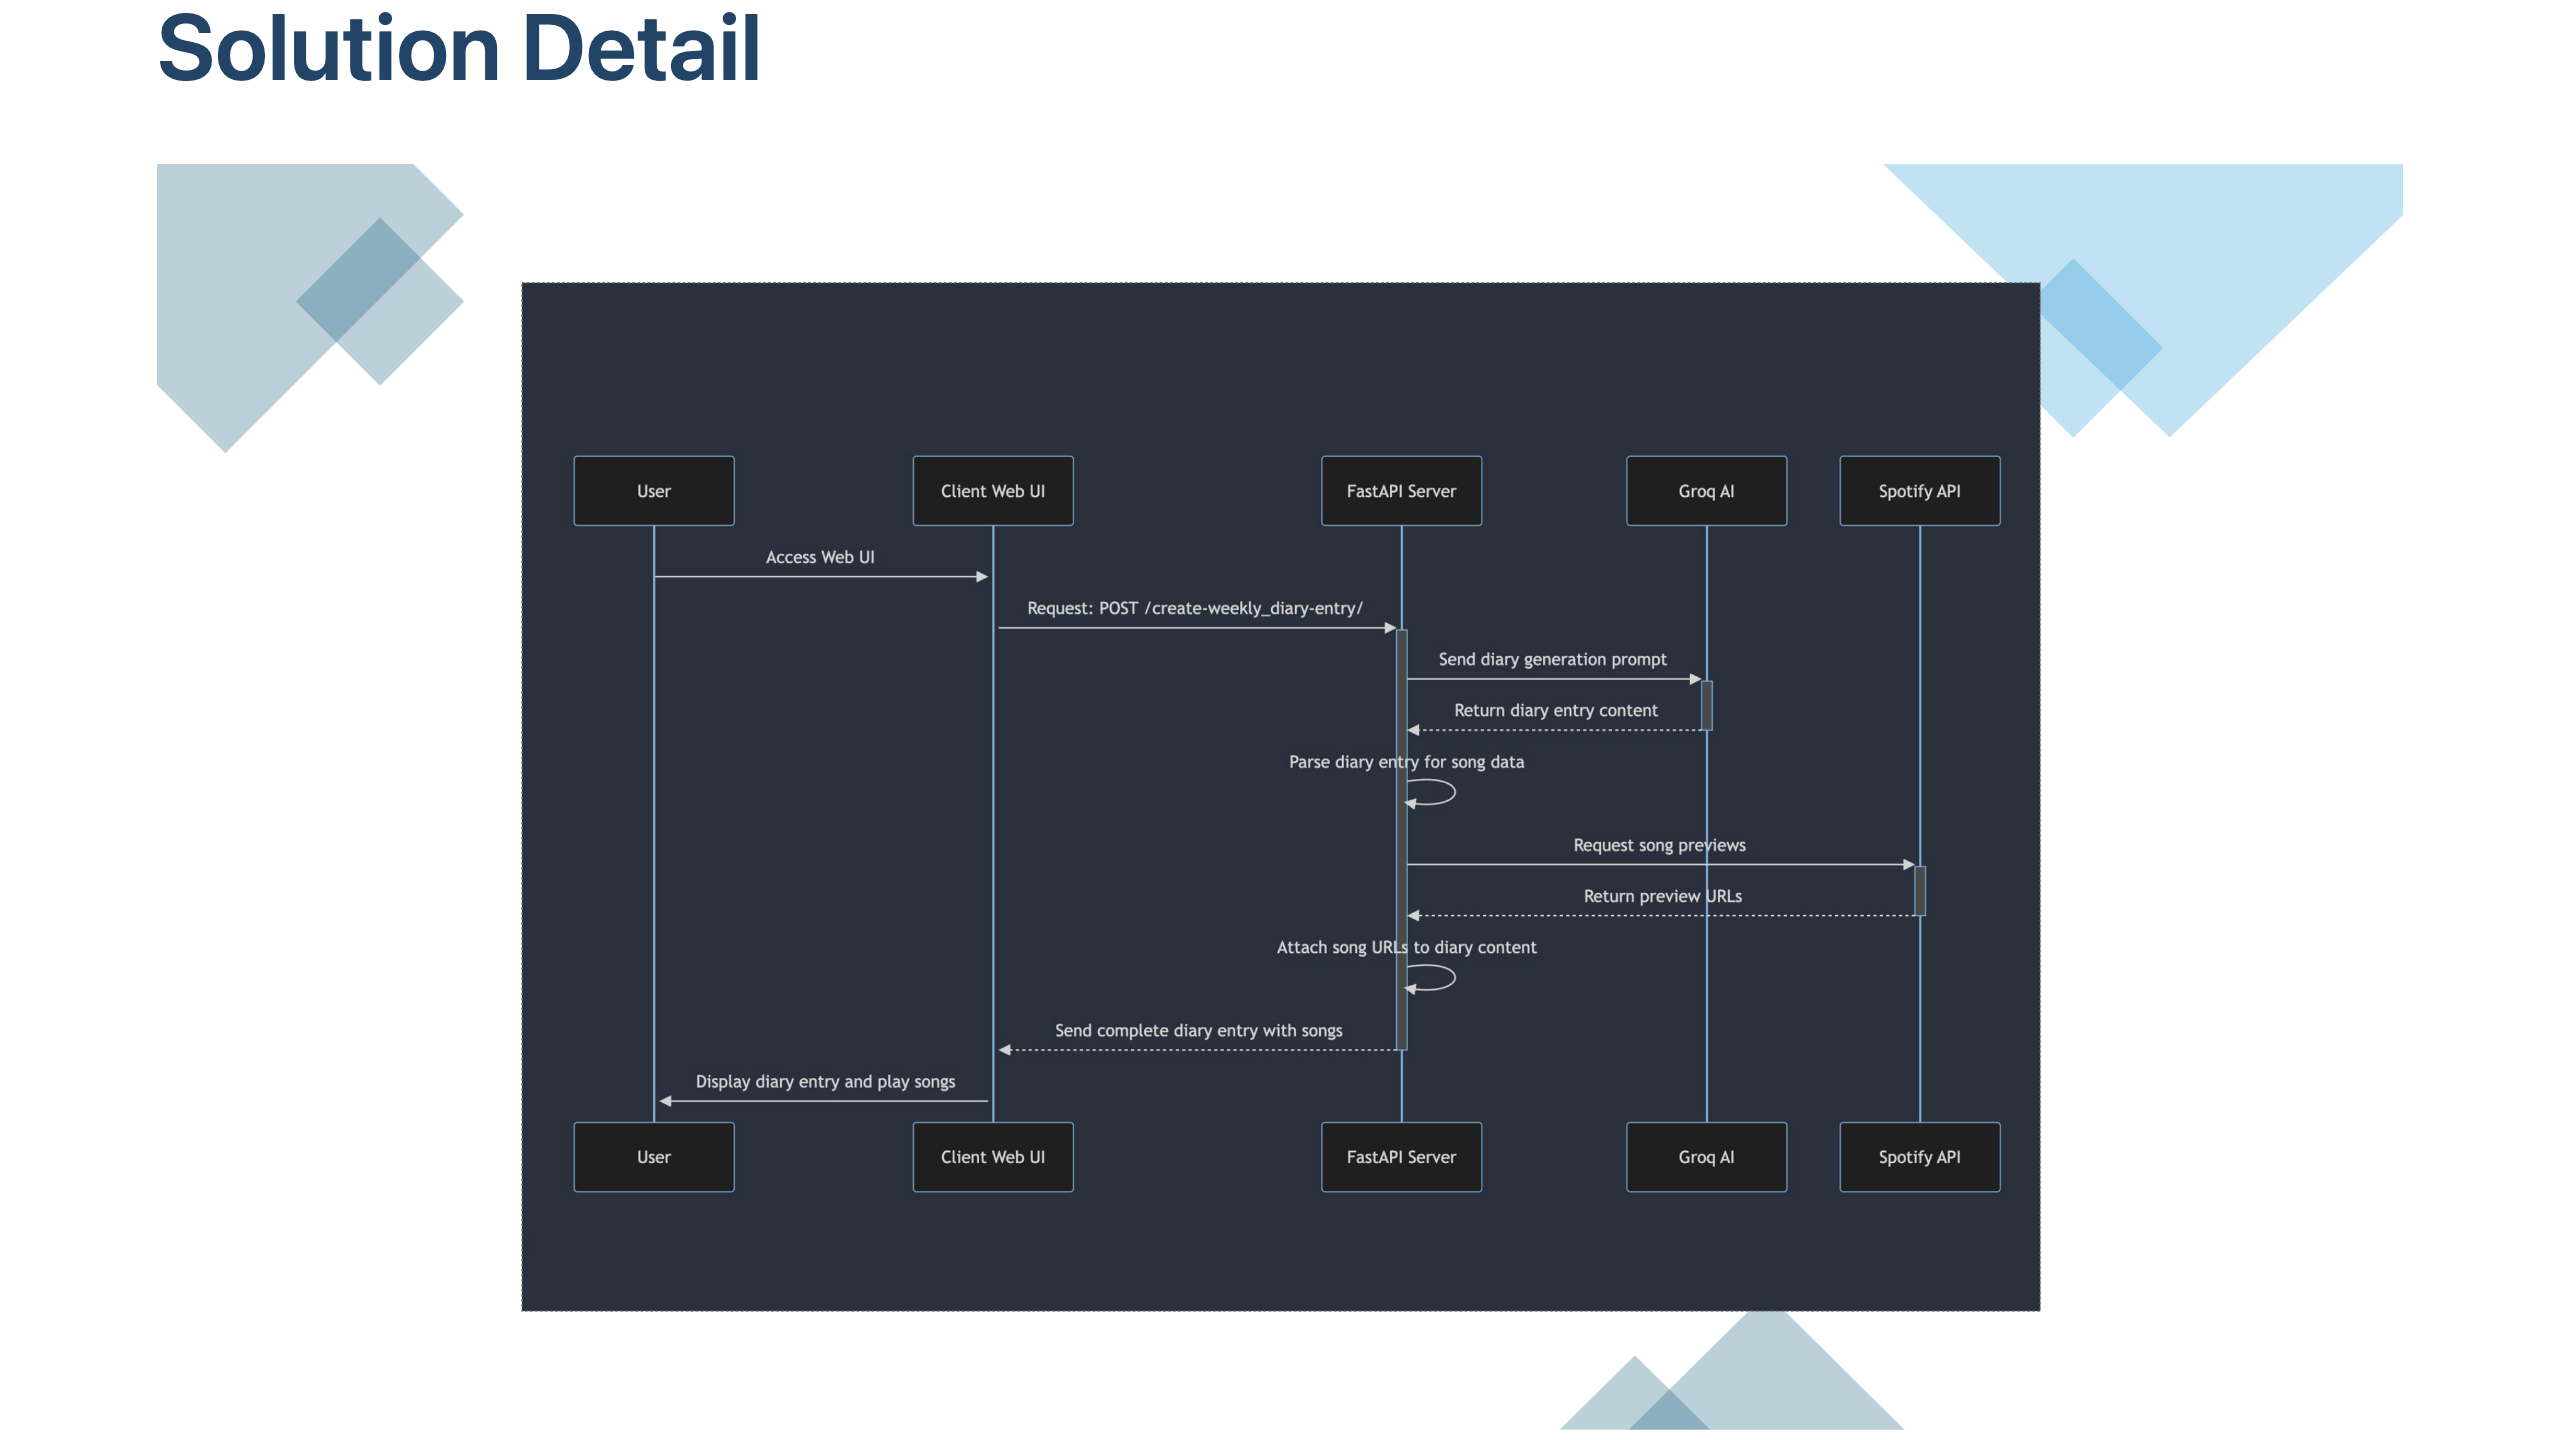 Solution Detail
User
Client Web UI
FastAPI Server
Groq AI
Spotify API
Access Web UI
Request: POST /create-weekly_diary-entry/
Send diary generation prompt
Return diary entry content
Parse diary entry for song data
Request song previews
Return preview URLs
Attach song URLs to diary content
Send complete diary entry with songs
Display diary entry and play songs
User
Client Web UI
FastAPI Server
Groq AI
Spotify API